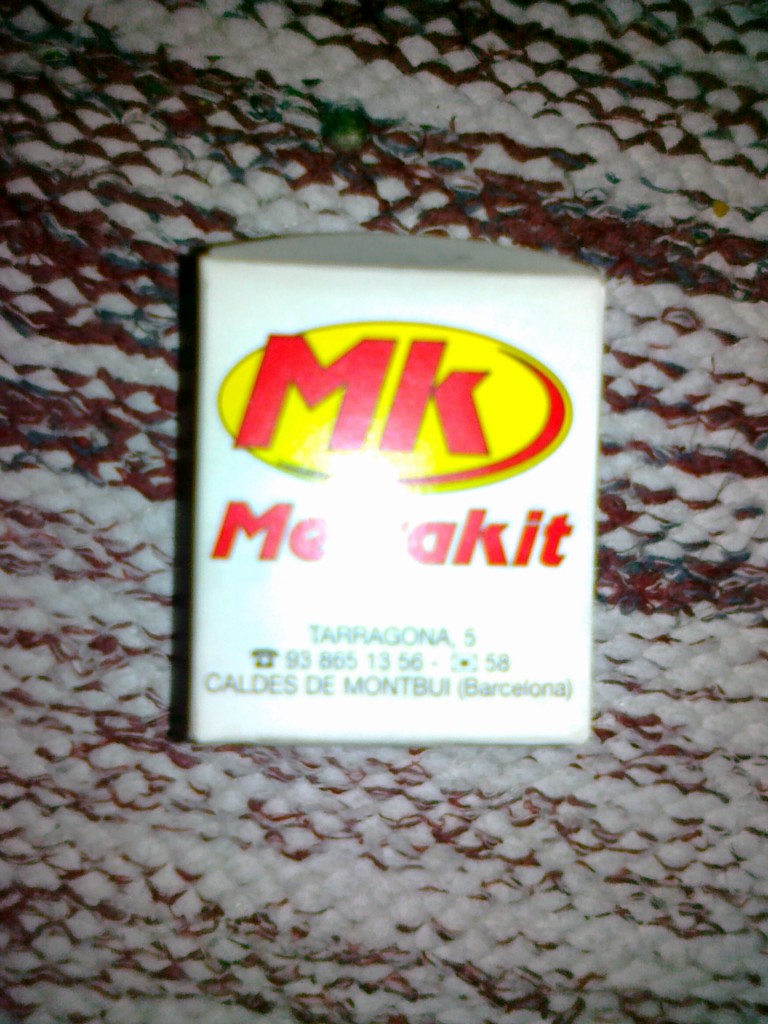 Mk
TARRAGONA, 5
☎ 93 865 13 56 - ✉ 58
CALDES DE MONTBUI (Barcelona)